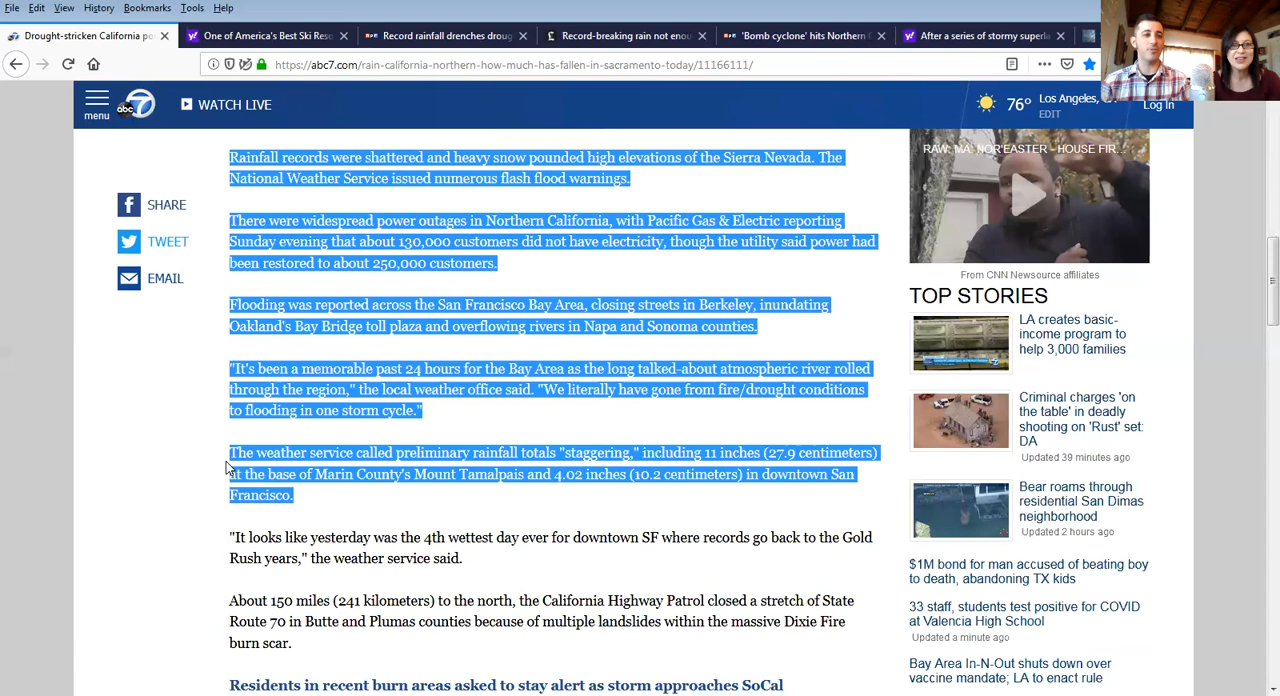 File Edit View History Bookmarks Tools Help
Drought-stricken California po
One of America's Best Ski Reso
Record rainfall drenches droug
Record-breaking rain not enou
'Bomb cyclone' hits Northern
After a series of stormy superla
https://abc7.com/rain-california-northern-how-much-has-fallen-in-sacramento-today/11166111/
menu
abc 7
WATCH LIVE
76°
Los Angeles,
EDIT
Log In
SHARE
TWEET
EMAIL
Rainfall records were shattered and heavy snow pounded high elevations of the Sierra Nevada. The
National Weather Service issued numerous flash flood warnings.
There were widespread power outages in Northern California, with Pacific Gas & Electric reporting
Sunday evening that about 130,000 customers did not have electricity, though the utility said power had
been restored to about 250,000 customers.
Flooding was reported across the San Francisco Bay Area, closing streets in Berkeley, inundating
Oakland's Bay Bridge toll plaza and overflowing rivers in Napa and Sonoma counties.
"It's been a memorable past 24 hours for the Bay Area as the long talked-about atmospheric river rolled
through the region," the local weather office said. "We literally have gone from fire/drought conditions
to flooding in one storm cycle."
The weather service called preliminary rainfall totals "staggering," including 11 inches (27.9 centimeters)
at the base of Marin County's Mount Tamalpais and 4.02 inches (10.2 centimeters) in downtown San
Francisco.
"It looks like yesterday was the 4th wettest day ever for downtown SF where records go back to the Gold
Rush years," the weather service said.
About 150 miles (241 kilometers) to the north, the California Highway Patrol closed a stretch of State
Route 70 in Butte and Plumas counties because of multiple landslides within the massive Dixie Fire
burn scar.
Residents in recent burn areas asked to stay alert as storm approaches SoCal
RAW: MA: NOR'EASTER - HOUSE FIR...
From CNN Newsource affiliates
TOP STORIES
LA creates basic-
income program to
help 3,000 families
Criminal charges 'on
the table' in deadly
shooting on 'Rust' set:
DA
Updated 39 minutes ago
Bear roams through
residential San Dimas
neighborhood
Updated 2 hours ago
$1M bond for man accused of beating boy
to death, abandoning TX kids
33 staff, students test positive for COVID
at Valencia High School
Updated a minute ago
Bay Area In-N-Out shuts down over
vaccine mandate; LA to enact rule